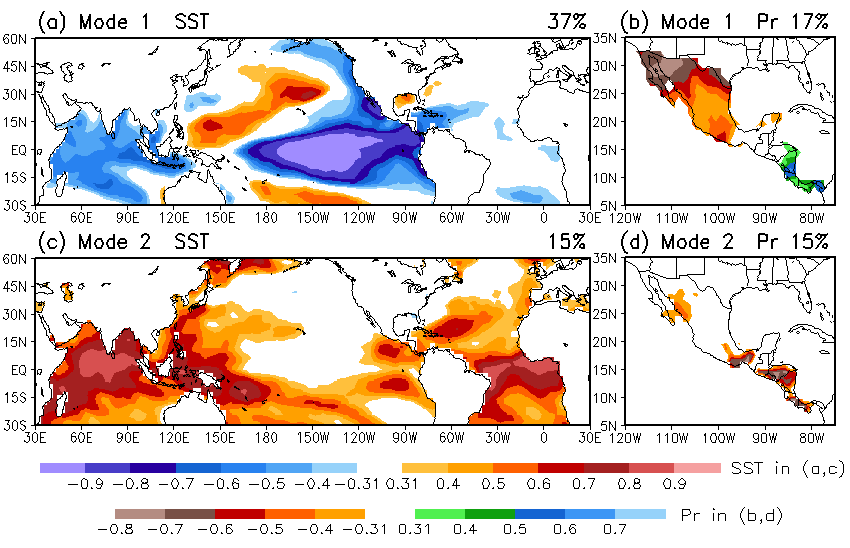 (a) Mode 1 SST 37% (b) Mode 1 Pr 17%
60N 35N
45N 30N
30N 25N
15N 20N
EQ 15N
15S 10N
30S 5N
30E 60E 90E 120E 150E 180 150W 120W 90W 60W 30W 0 30E 120W 110W 100W 90W 80W
(c) Mode 2 SST 15% (d) Mode 2 Pr 15%
60N 35N
45N 30N
30N 25N
15N 20N
EQ 15N
15S 10N
30S 5N
30E 60E 90E 120E 150E 180 150W 120W 90W 60W 30W 0 30E 120W 110W 100W 90W 80W
SST in (a,c)
-0.9 -0.8 -0.7 -0.6 -0.5 -0.4 -0.31 0.31 0.4 0.5 0.6 0.7 0.8 0.9
Pr in (b,d)
-0.8 -0.7 -0.6 -0.5 -0.4 -0.31 0.31 0.4 0.5 0.6 0.7